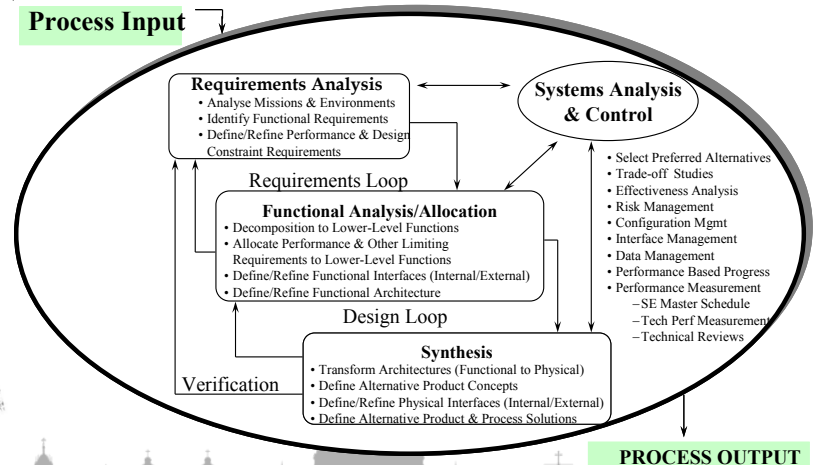 Process Input
Requirements Analysis
• Analyse Missions & Environments
• Identify Functional Requirements
• Define/Refine Performance & Design
Constraint Requirements
Systems Analysis
& Control
• Select Preferred Alternatives
• Trade-off Studies
• Effectiveness Analysis
• Risk Management
• Configuration Mgmt
• Interface Management
• Data Management
• Performance Based Progress
• Performance Measurement
–SE Master Schedule
–Tech Perf Measurement
–Technical Reviews
Requirements Loop
Functional Analysis/Allocation
• Decomposition to Lower-Level Functions
• Allocate Performance & Other Limiting
Requirements to Lower-Level Functions
• Define/Refine Functional Interfaces (Internal/External)
• Define/Refine Functional Architecture
Design Loop
Synthesis
• Transform Architectures (Functional to Physical)
• Define Alternative Product Concepts
• Define/Refine Physical Interfaces (Internal/External)
• Define Alternative Product & Process Solutions
Verification
PROCESS OUTPUT